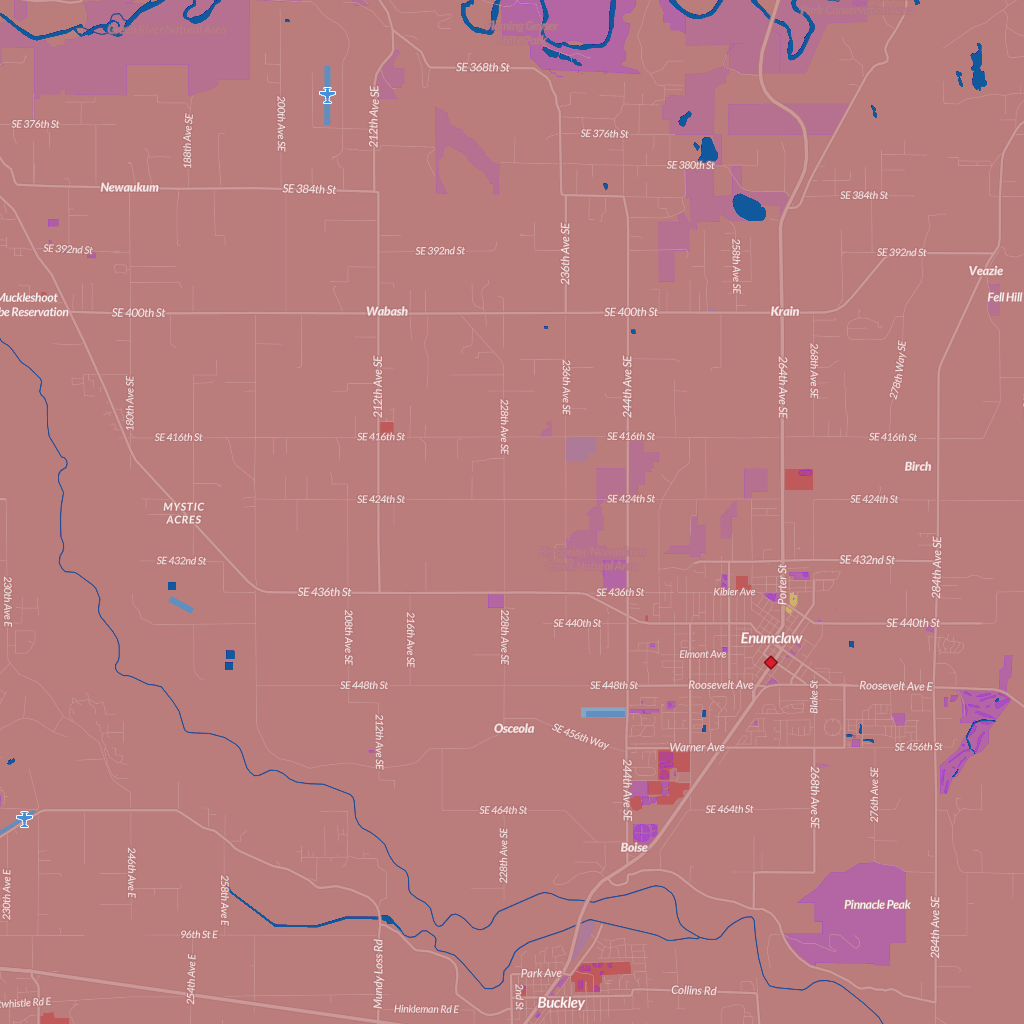 SE 368th St
SE 376th St
188th Ave SE
200th Ave SE
212th Ave SE
SE 376th St
SE 380th St
Newaukum
SE 384th St
SE 384th St
SE 392nd St
SE 392nd St
236th Ave SE
258th Ave SE
SE 392nd St
Veazie
Muckleshoot
be Reservation
Fell Hill
SE 400th St
Wabash
SE 400th St
Krain
180th Ave SE
212th Ave SE
228th Ave SE
236th Ave SE
244th Ave SE
264th Ave SE
268th Ave SE
278th Way SE
SE 416th St
SE 416th St
SE 416th St
SE 416th St
Birch
SE 424th St
SE 424th St
SE 424th St
MYSTIC
ACRES
SE 432nd St
SE 432nd St
284th Ave SE
230th Ave E
SE 436th St
SE 436th St
Kibler Ave
Porter St
208th Ave SE
216th Ave SE
228th Ave SE
SE 440th St
SE 440th St
Enumclaw
Elmont Ave
SE 448th St
SE 448th St
Roosevelt Ave
Blake St
Roosevelt Ave E
212th Ave SE
Osceola
SE 456th Way
Warner Ave
SE 456th St
244th Ave SE
268th Ave SE
276th Ave SE
SE 464th St
SE 464th St
228th Ave SE
Boise
230th Ave E
246th Ave E
258th Ave E
Pinnacle Peak
284th Ave SE
96th St E
254th Ave E
Mundy Loss Rd
Park Ave
2nd St
Collins Rd
twhistle Rd E
Hinkleman Rd E
Buckley